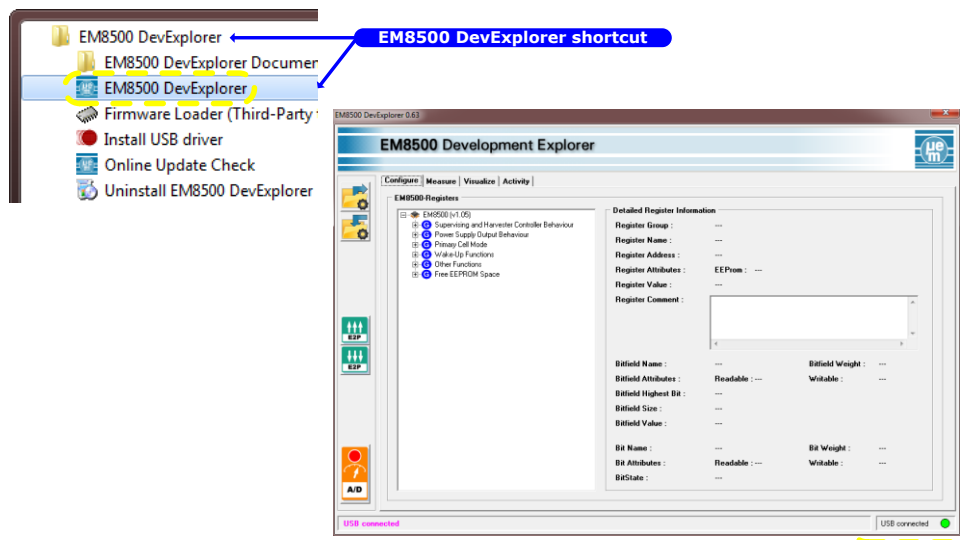 EM8500 DevExplorer
EM8500 DevExplorer shortcut
EM8500 DevExplorer Documen
EM8500 DevExplorer
Firmware Loader (Third-Party
Install USB driver
Online Update Check
Uninstall EM8500 DevExplorer
EM8500 DevExplorer 0.63
EM8500 Development Explorer
μe
m
Configure Measure Visualize Activity
EM8500-Registers
EM8500 (v1.05)
G Supervising and Harvester Controller Behaviour
G Power Supply Output Behaviour
G Primary Cell Mode
G Wake-Up Functions
G Other Functions
G Free EEPROM Space
Detailed Register Information
Register Group : ---
Register Name : ---
Register Address : ---
Register Attributes : EEProm : ---
Register Value : ---
Register Comment :
Bitfield Name : --- Bitfield Weight : ---
Bitfield Attributes : Readable : --- Writable : ---
Bitfield Highest Bit : ---
Bitfield Size : ---
Bitfield Value : ---
Bit Name : --- Bit Weight : ---
Bit Attributes : Readable : --- Writable : ---
BitState : ---
E2P
E2P
A/D
USB connected
USB connected